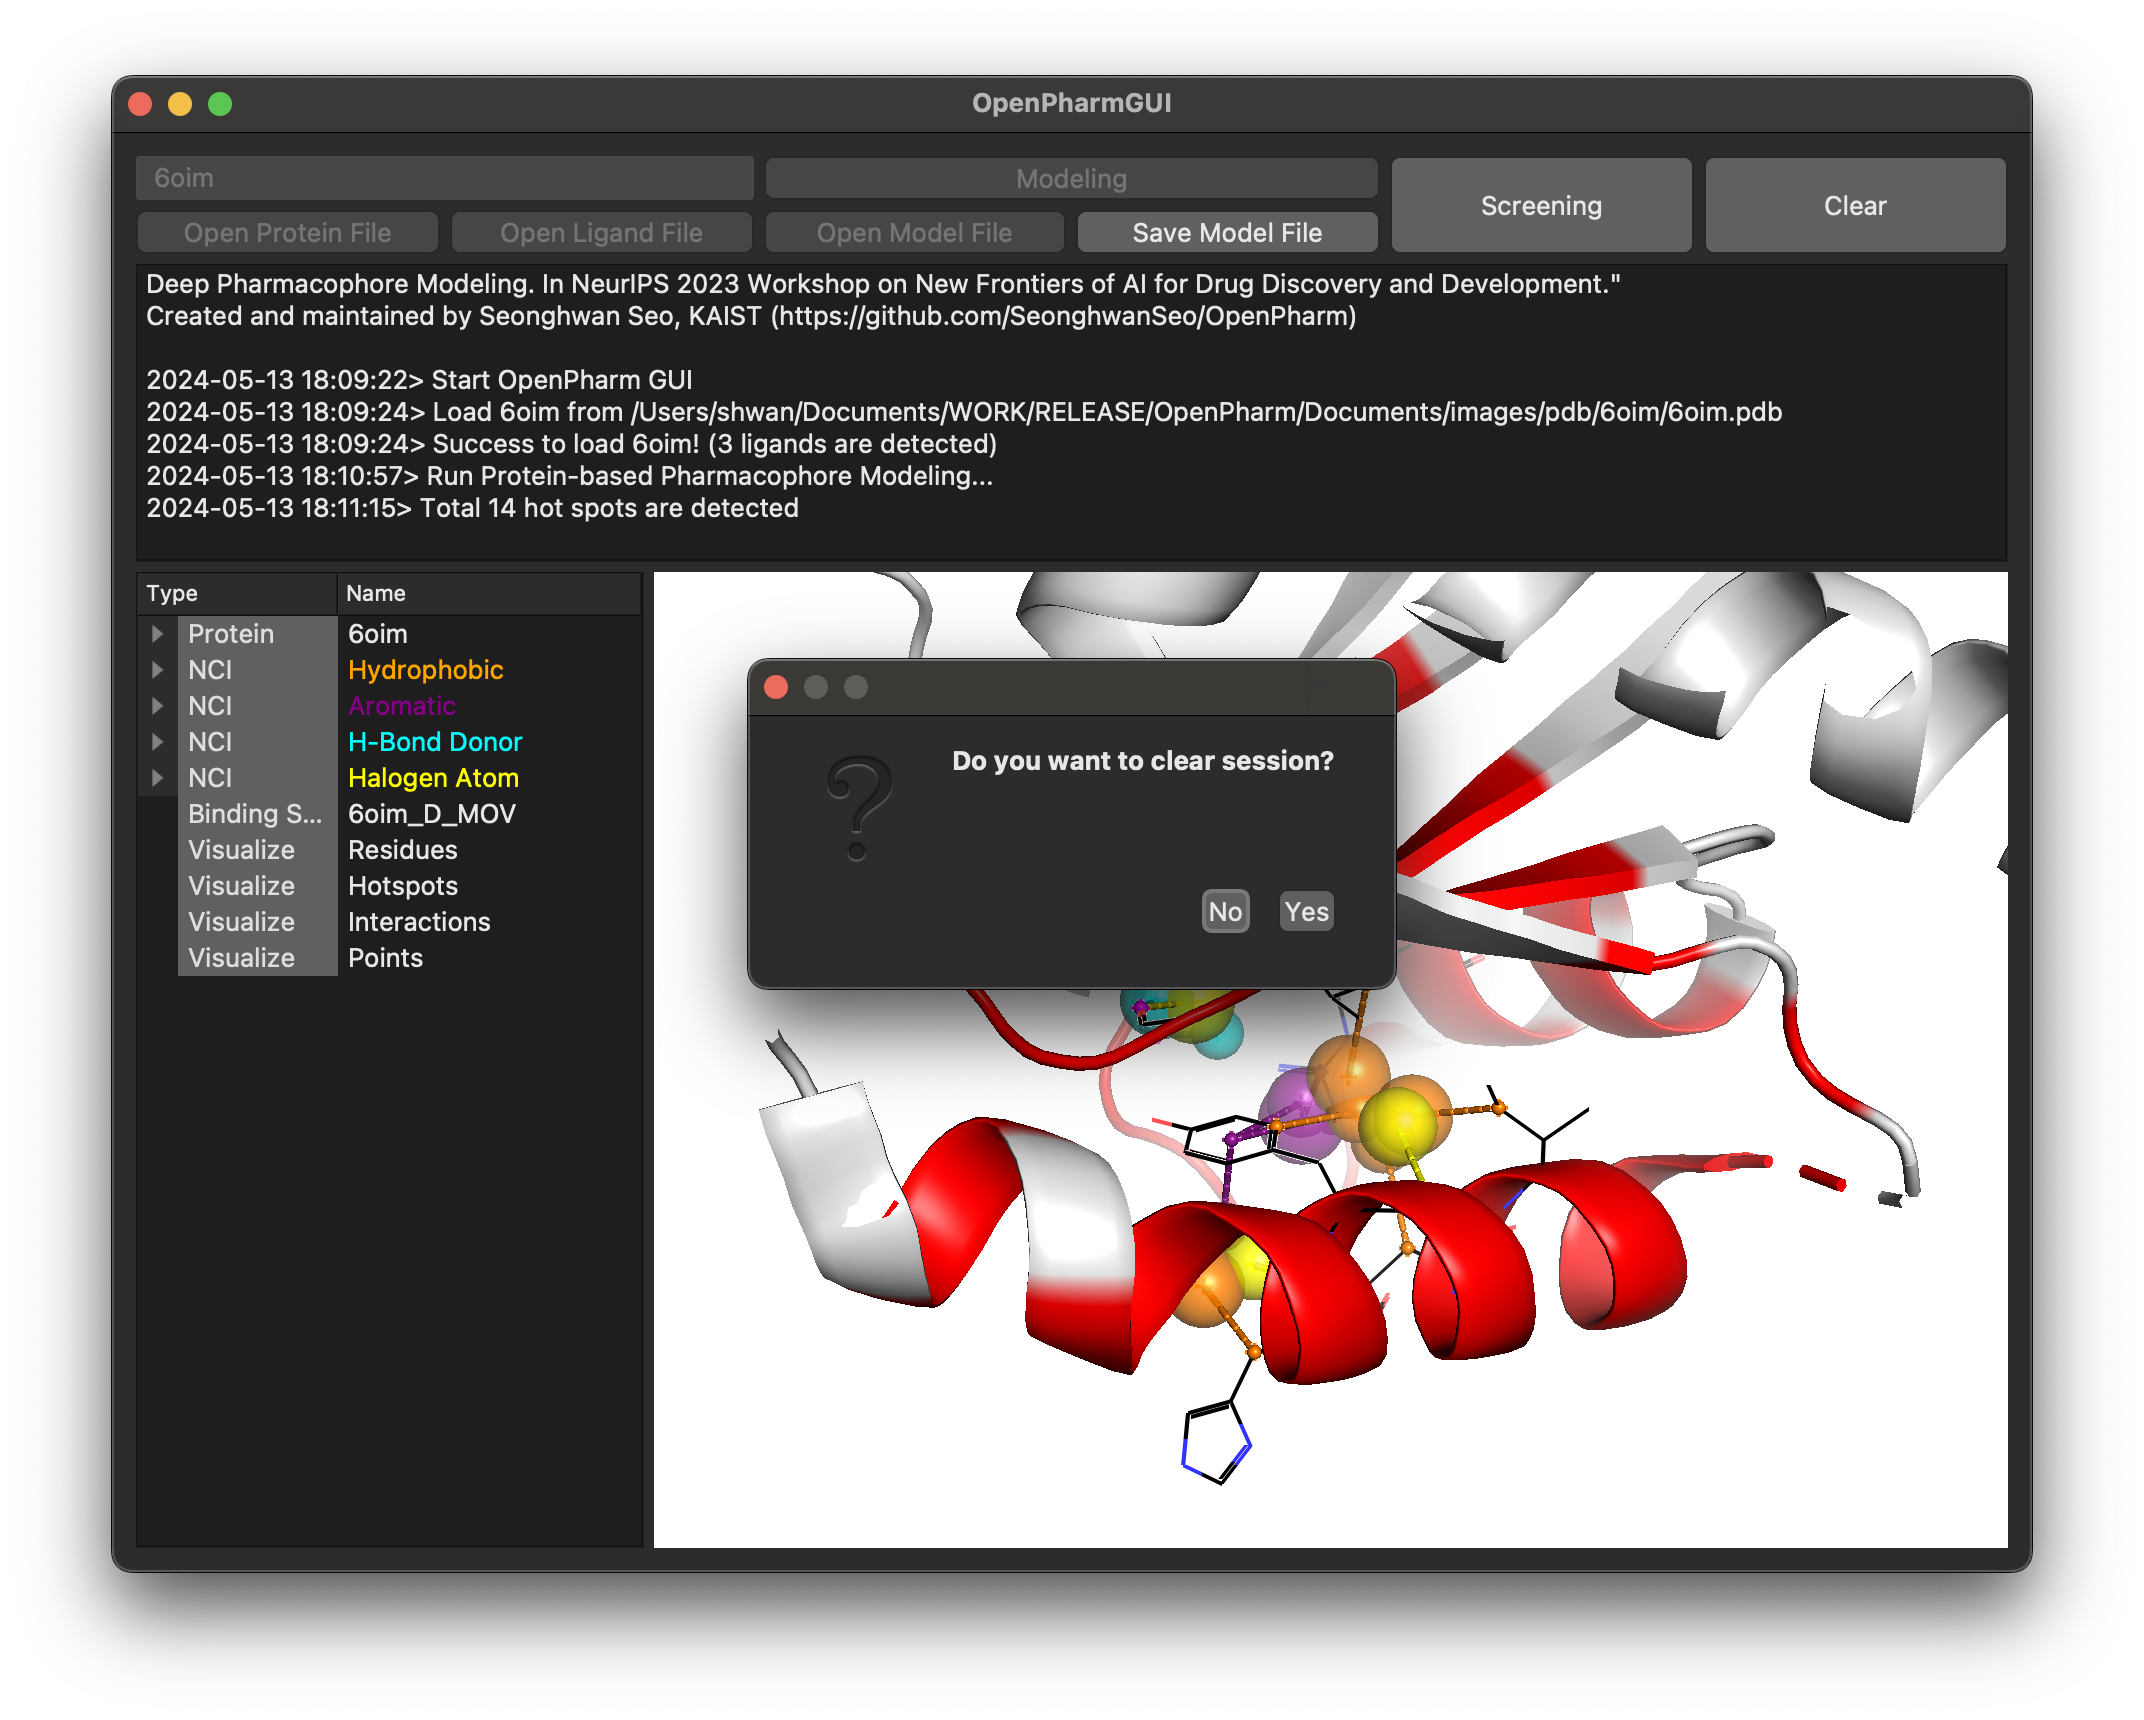 OpenPharmGUI
6oim
Modeling
Screening
Clear
Open Protein File
Open Ligand File
Open Model File
Save Model File
Deep Pharmacophore Modeling. In NeurIPS 2023 Workshop on New Frontiers of AI for Drug Discovery and Development."
Created and maintained by Seonghwan Seo, KAIST (https://github.com/SeonghwanSeo/OpenPharm)
2024-05-13 18:09:22> Start OpenPharm GUI
2024-05-13 18:09:24> Load 6oim from /Users/shwan/Documents/WORK/RELEASE/OpenPharm/Documents/images/pdb/6oim/6oim.pdb
2024-05-13 18:09:24> Success to load 6oim! (3 ligands are detected)
2024-05-13 18:10:57> Run Protein-based Pharmacophore Modeling...
2024-05-13 18:11:15> Total 14 hot spots are detected
Type Name
Protein 6oim
NCI Hydrophobic
NCI Aromatic
NCI H-Bond Donor
NCI Halogen Atom
Binding S... 6oim_D_MOV
Visualize Residues
Visualize Hotspots
Visualize Interactions
Visualize Points
Do you want to clear session?
No Yes